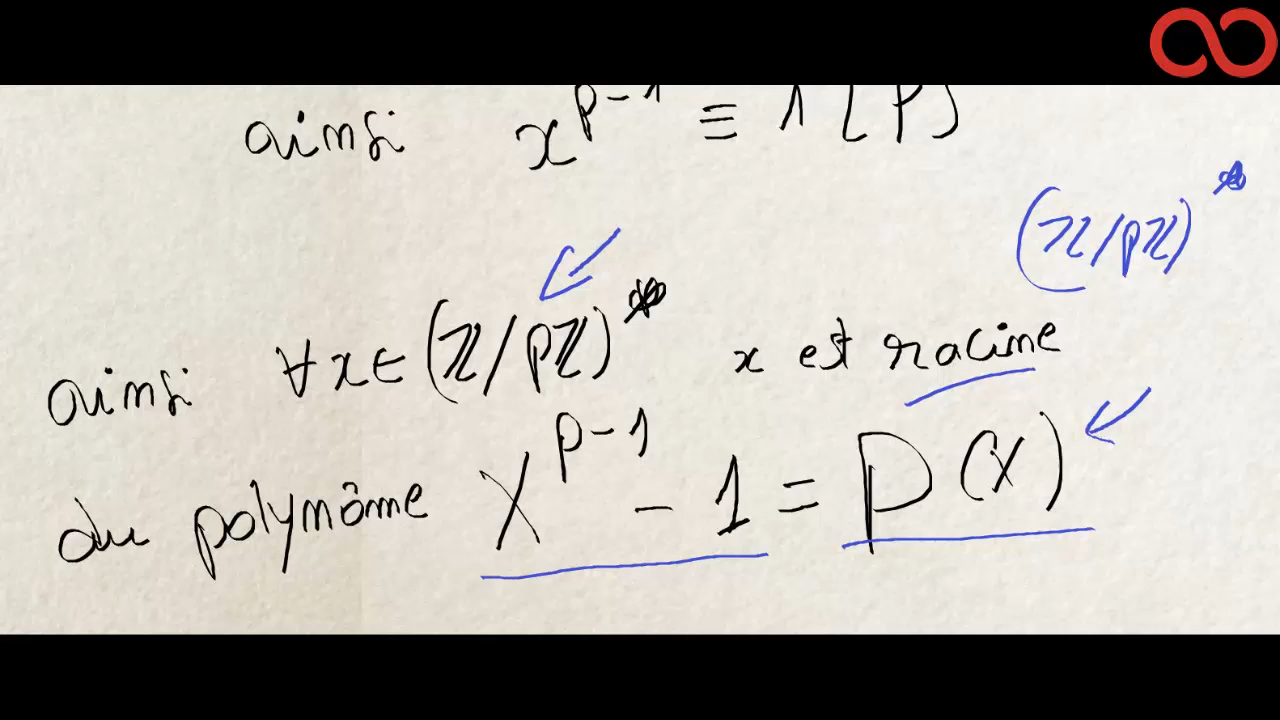 ainsi x^{p-1} ≡ 1 [p]
(ℤ/pℤ)^*
ainsi ∀x ∈ (ℤ/pℤ)^* x est racine
du polynôme X^{p-1} - 1 = P(X)